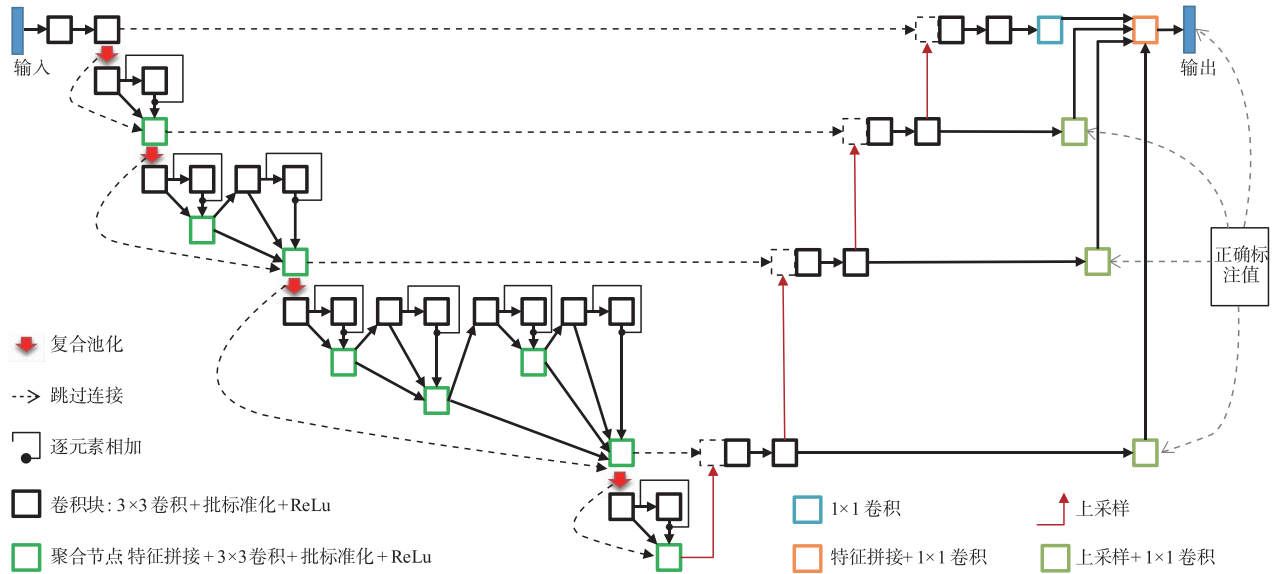 输入
输出
正确标
注值
复合池化
跳过连接
逐元素相加
卷积块: 3×3 卷积+批标准化+ReLu
聚合节点 特征拼接+3×3卷积+批标准化+ReLu
1×1 卷积
上采样
特征拼接+1×1 卷积
上采样+1×1 卷积